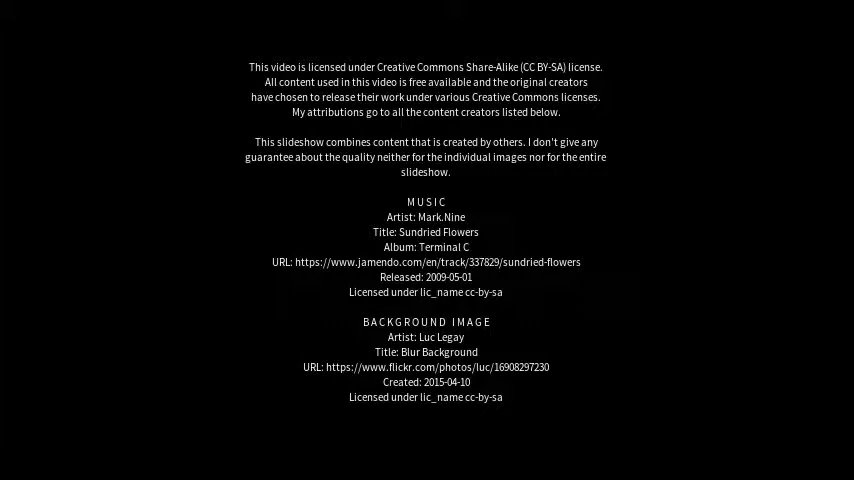 This video is licensed under Creative Commons Share-Alike (CC BY-SA) license.
All content used in this video is free available and the original creators
have chosen to release their work under various Creative Commons licenses.
My attributions go to all the content creators listed below.
This slideshow combines content that is created by others. I don't give any
guarantee about the quality neither for the individual images nor for the entire
slideshow.
MUSIC
Artist: Mark.Nine
Title: Sundried Flowers
Album: Terminal C
URL: https://www.jamendo.com/en/track/337829/sundried-flowers
Released: 2009-05-01
Licensed under lic_name cc-by-sa
BACKGROUND IMAGE
Artist: Luc Legay
Title: Blur Background
URL: https://www.flickr.com/photos/luc/16908297230
Created: 2015-04-10
Licensed under lic_name cc-by-sa